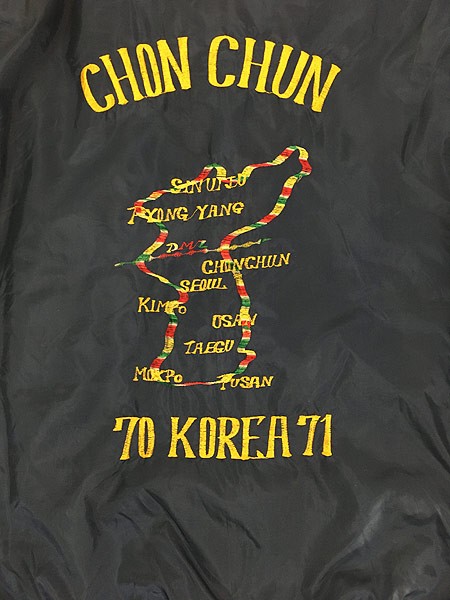 CHON CHUN
SINUIJU
PYONG/YANG
DMZ
CHONCHUN
SEOUL
KIMPO
OSAN
TAEGU
MOKPO
PUSAN
70 KOREA 71